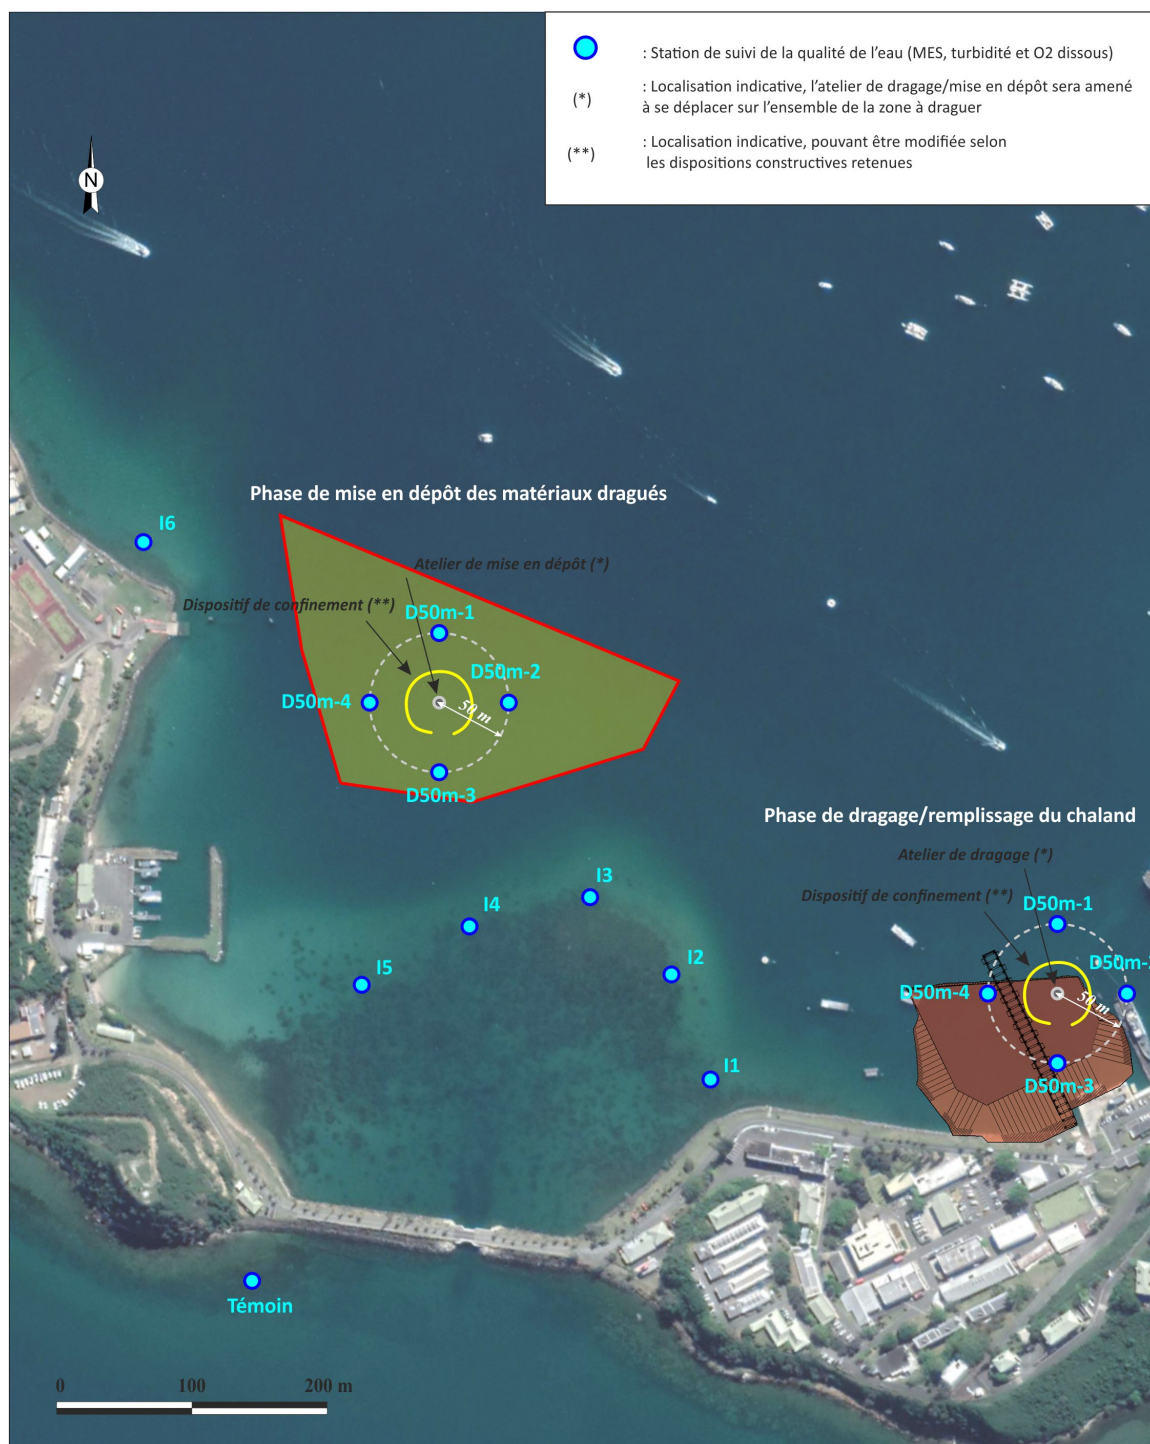 : Station de suivi de la qualité de l’eau (MES, turbidité et O2 dissous)
(*)
: Localisation indicative, l’atelier de dragage/mise en dépôt sera amené
à se déplacer sur l’ensemble de la zone à draguer
(**)
: Localisation indicative, pouvant être modifiée selon
les dispositions constructives retenues
N
Phase de mise en dépôt des matériaux dragués
I6
Atelier de mise en dépôt (*)
Dispositif de confinement (**)
D50m-1
D50m-2
D50m-4
50 m
D50m-3
Phase de dragage/remplissage du chaland
Atelier de dragage (*)
Dispositif de confinement (**)
I3
D50m-1
I4
I2
D50m-2
I5
D50m-4
50 m
I1
D50m-3
Témoin
0 100 200 m